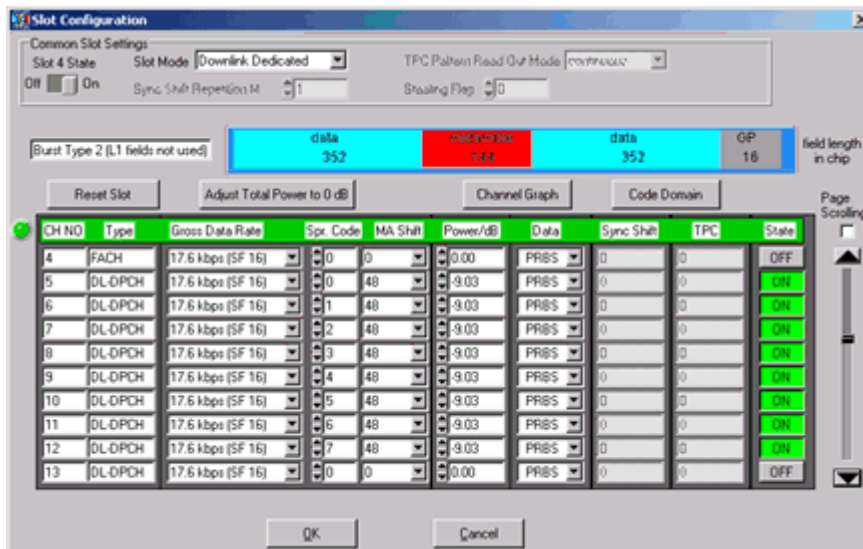 Slot Configuration
Common Slot Settings
Slot 4 State
Slot Mode Downlink Dedicated
TPC Pattern Read Out Mode continuous
Off On
Sync Shift Repetition M 1
Stealing Flag 0
Burst Type 2 (L1 fields not used)
data 352
144
data 352
GP 16
field length in chip
Reset Slot
Adjust Total Power to 0 dB
Channel Graph
Code Domain
Page Scrolling
CH NO Type Gross Data Rate Spr. Code MA Shift Power/dB Data Sync Shift TPC State
4 FACH 17.6 kbps (SF 16) 0 0 0.00 PRBS 0 0 OFF
5 DL-DPCH 17.6 kbps (SF 16) 0 48 -9.03 PRBS 0 0 ON
6 DL-DPCH 17.6 kbps (SF 16) 1 48 -9.03 PRBS 0 0 ON
7 DL-DPCH 17.6 kbps (SF 16) 2 48 -9.03 PRBS 0 0 ON
8 DL-DPCH 17.6 kbps (SF 16) 3 48 -9.03 PRBS 0 0 ON
9 DL-DPCH 17.6 kbps (SF 16) 4 48 -9.03 PRBS 0 0 ON
10 DL-DPCH 17.6 kbps (SF 16) 5 48 -9.03 PRBS 0 0 ON
11 DL-DPCH 17.6 kbps (SF 16) 6 48 -9.03 PRBS 0 0 ON
12 DL-DPCH 17.6 kbps (SF 16) 7 48 -9.03 PRBS 0 0 ON
13 DL-DPCH 17.6 kbps (SF 16) 0 0 0.00 PRBS 0 0 OFF
OK
Cancel